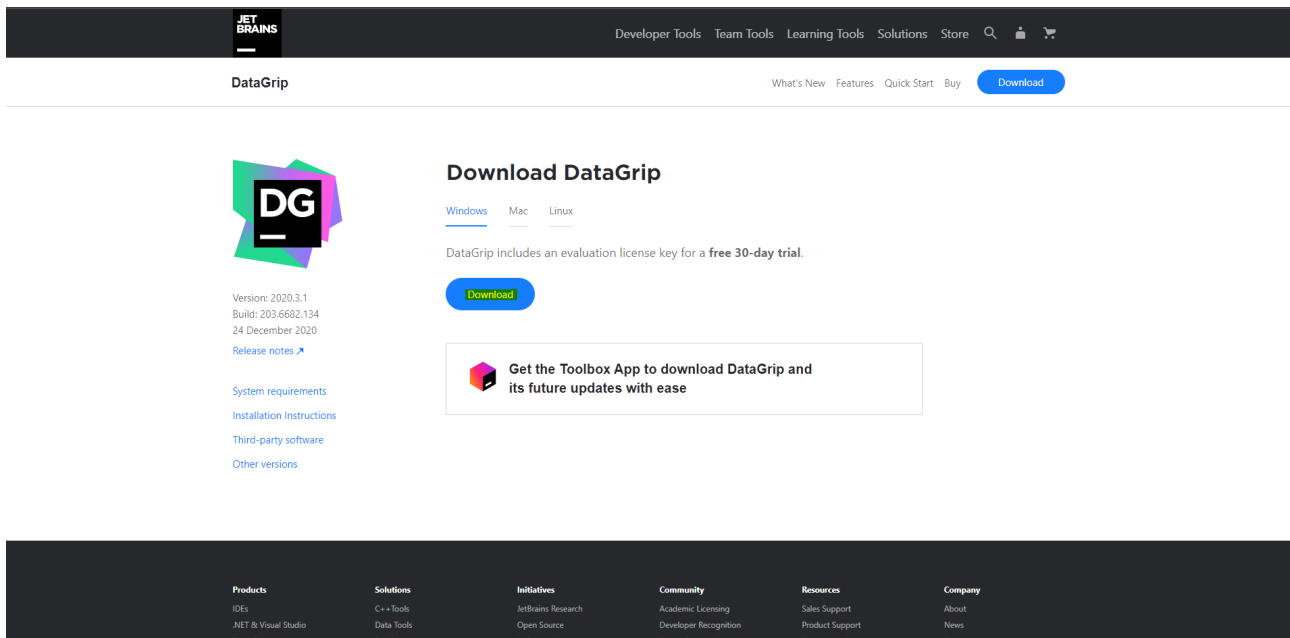 JET
BRAINS
Developer Tools Team Tools Learning Tools Solutions Store
DataGrip
What's New Features Quick Start Buy Download
DG
Version: 2020.3.1
Build: 203.6682.134
24 December 2020
Release notes ↗
System requirements
Installation Instructions
Third-party software
Other versions
Download DataGrip
Windows Mac Linux
DataGrip includes an evaluation license key for a free 30-day trial.
Download
Get the Toolbox App to download DataGrip and
its future updates with ease
Products Solutions Initiatives Community Resources Company
IDEs C++Tools JetBrains Research Academic Licensing Sales Support About
.NET & Visual Studio Data Tools Open Source Developer Recognition Product Support News